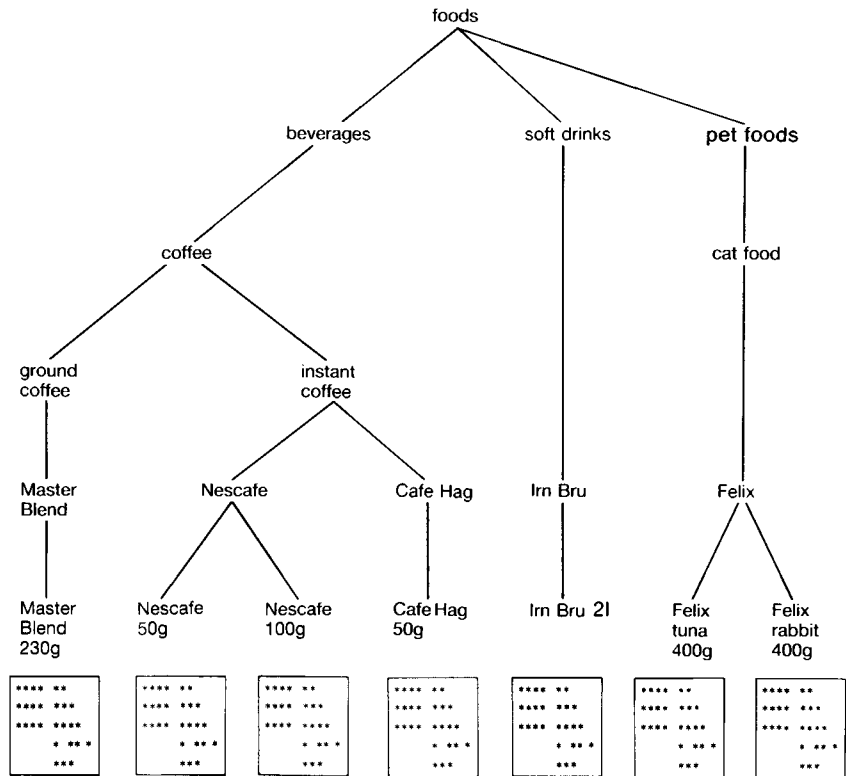 foods
beverages soft drinks pet foods
coffee cat food
ground coffee
instant coffee
Master Blend
Nescafe
Cafe Hag
Irn Bru
Felix
Master Blend 230g
Nescafe 50g
Nescafe 100g
Cafe Hag 50g
Irn Bru 2l
Felix tuna 400g
Felix rabbit 400g
**** **
**** ***
**** ****
* ** *
***
**** **
**** ***
**** ****
* ** *
***
**** **
**** ***
**** ****
* ** *
***
**** **
**** ***
**** ****
* ** *
***
**** **
**** ***
**** ****
* ** *
***
**** **
**** ***
**** ****
* ** *
***
**** **
**** ***
**** ****
* ** *
***